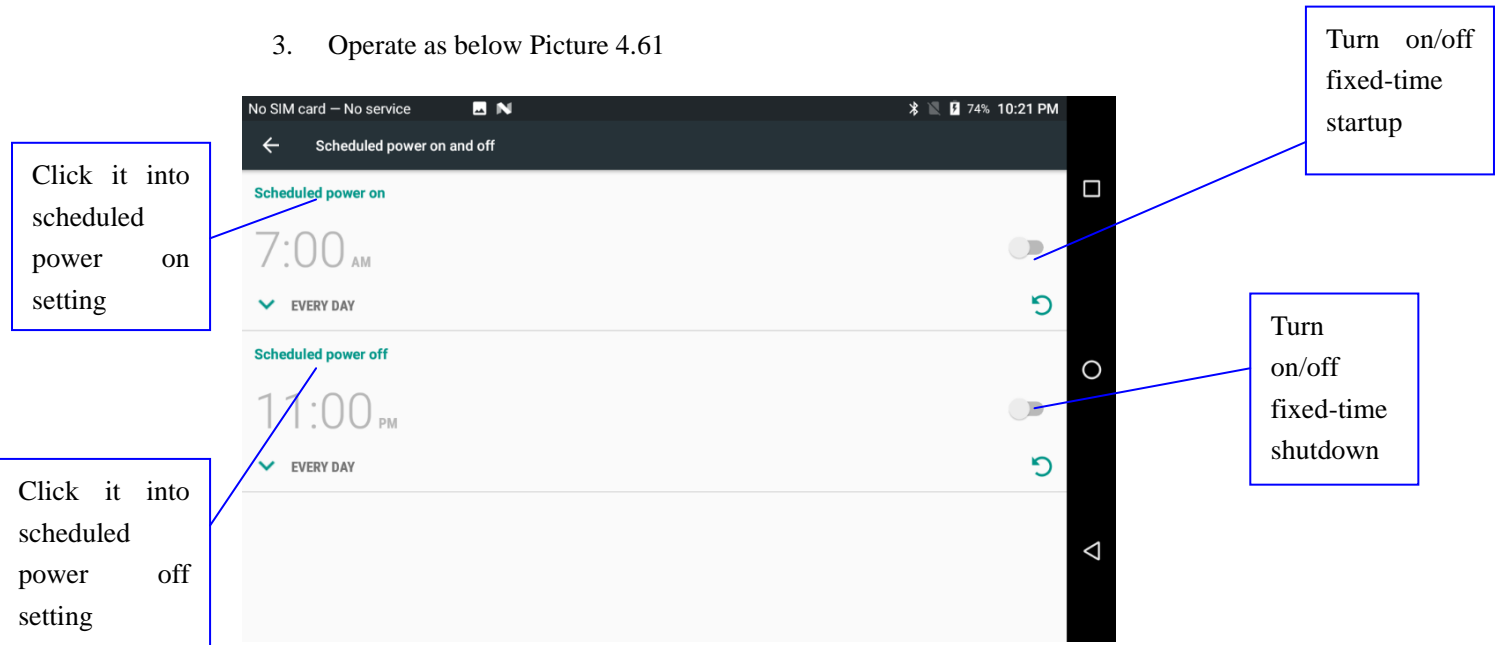 3. Operate as below Picture 4.61
Turn on/off
fixed-time
startup
No SIM card — No service
74% 10:21 PM
Scheduled power on and off
Click it into
scheduled
power on
setting
Scheduled power on
7:00 AM
EVERY DAY
Turn
on/off
fixed-time
shutdown
Scheduled power off
11:00 PM
EVERY DAY
Click it into
scheduled
power off
setting